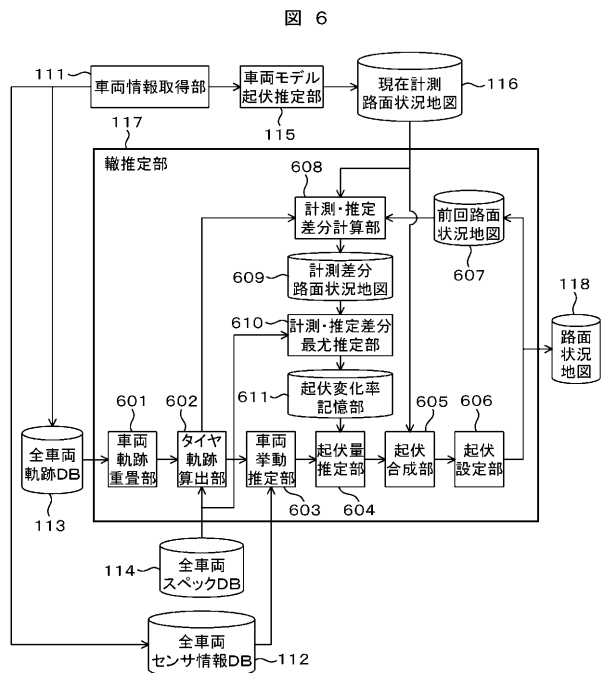 図 6
111
車両情報取得部
車両モデル
起伏推定部
115
現在計測
路面状況地図
116
117
轍推定部
608
計測・推定
差分計算部
前回路面
状況地図
607
609
計測差分
路面状況地図
118
路面
状況
地図
610
計測・推定差分
最尤推定部
611
起伏変化率
記憶部
601
車両
軌跡
重畳部
602
タイヤ
軌跡
算出部
車両
挙動
推定部
603
起伏量
推定部
604
605
起伏
合成部
606
起伏
設定部
全車両
軌跡DB
113
114
全車両
スペックDB
全車両
センサ情報DB
112